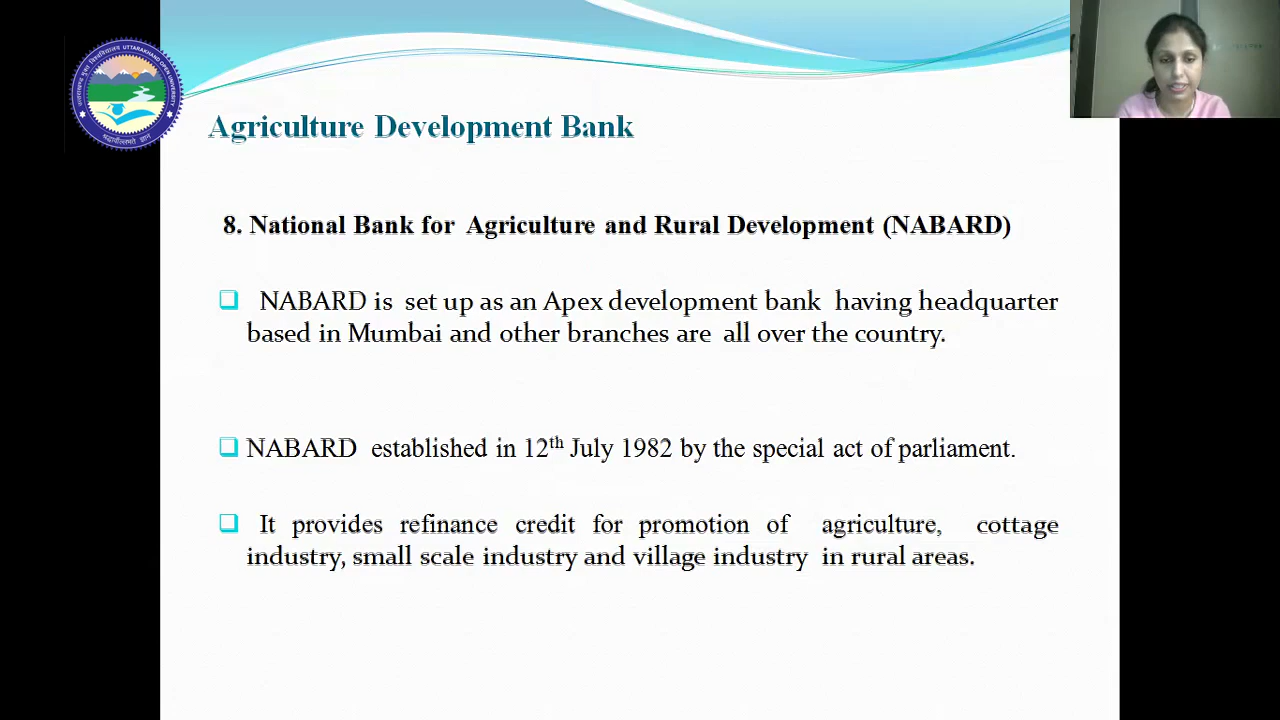 UTTARAKHAND OPEN UNIVERSITY
Agriculture Development Bank
8. National Bank for Agriculture and Rural Development (NABARD)
❑ NABARD is set up as an Apex development bank having headquarter
based in Mumbai and other branches are all over the country.
❑ NABARD established in 12th July 1982 by the special act of parliament.
❑ It provides refinance credit for promotion of agriculture, cottage
industry, small scale industry and village industry in rural areas.